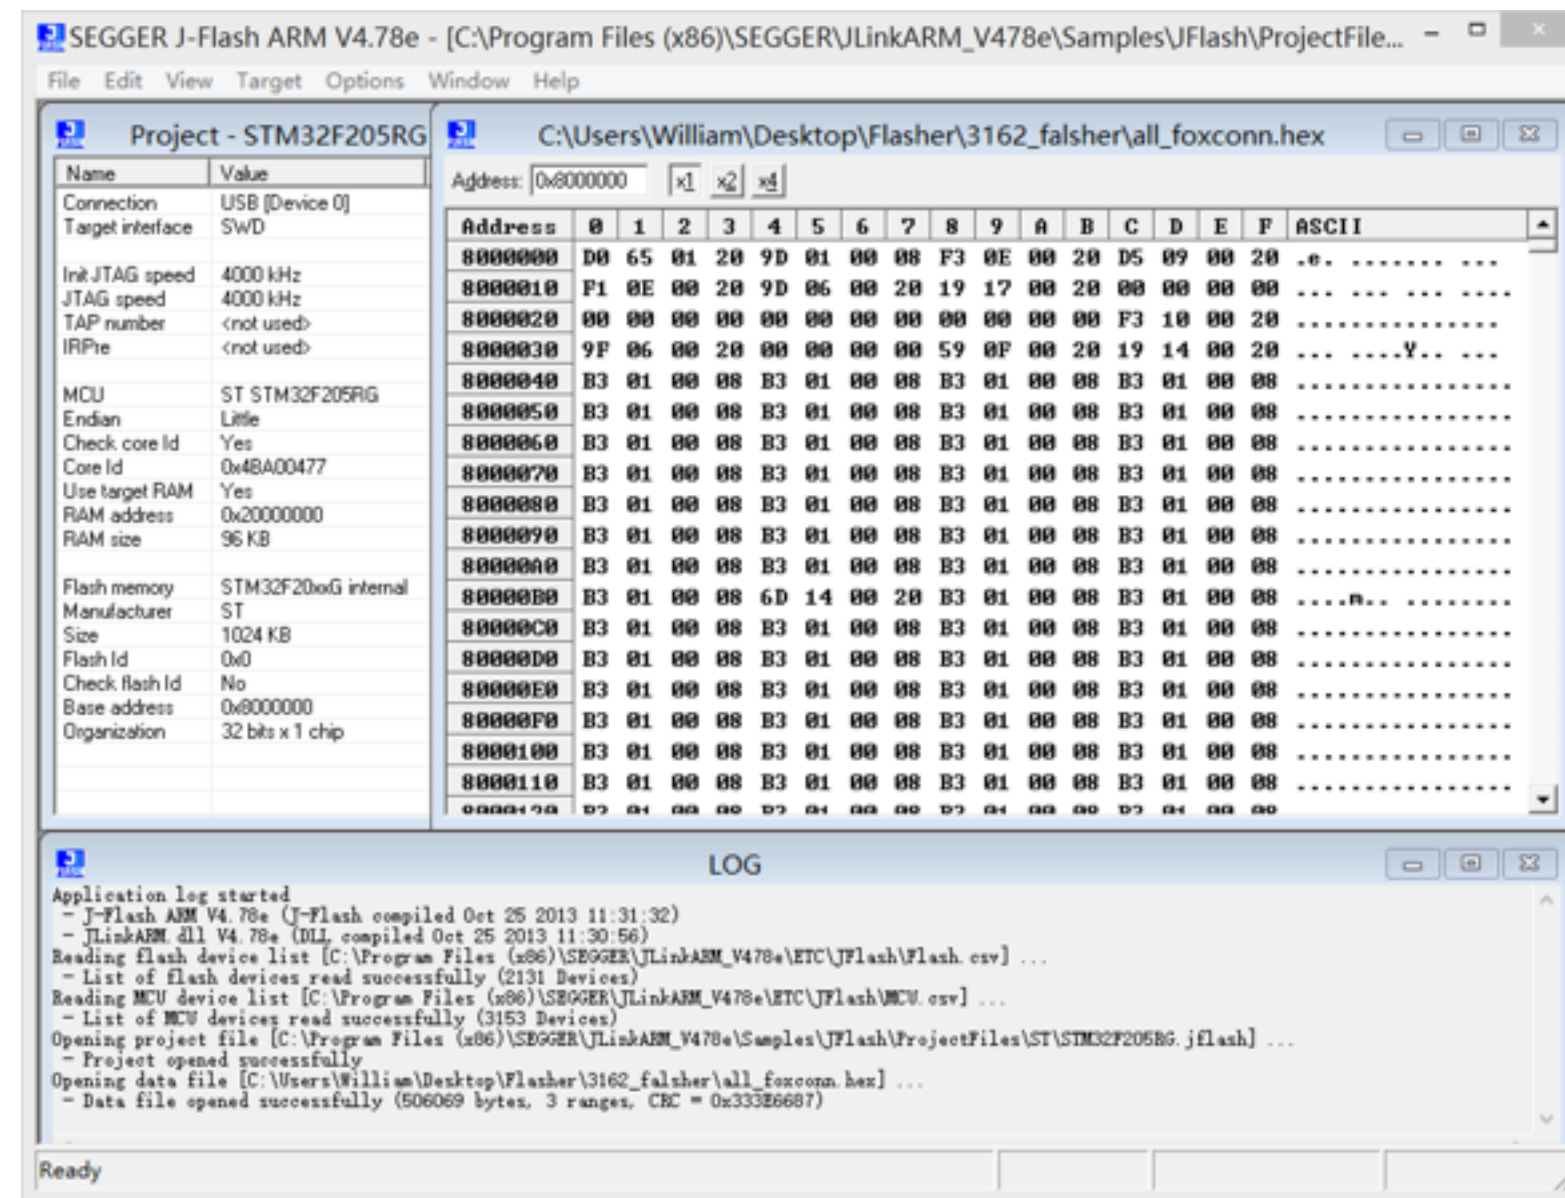 SEGGER J-Flash ARM V4.78e - [C:\Program Files (x86)\SEGGER\JLinkARM_V478e\Samples\JFlash\ProjectFile...
File Edit View Target Options Window Help
Project - STM32F205RG
Name Value
Connection USB [Device 0]
Target interface SWD
Init JTAG speed 4000 kHz
JTAG speed 4000 kHz
TAP number <not used>
IRPre <not used>
MCU ST STM32F205RG
Endian Little
Check core Id Yes
Core Id 0x4BA00477
Use target RAM Yes
RAM address 0x20000000
RAM size 96 KB
Flash memory STM32F20xxG internal
Manufacturer ST
Size 1024 KB
Flash Id 0x0
Check flash Id No
Base address 0x8000000
Organization 32 bits x 1 chip
C:\Users\William\Desktop\Flasher\3162_falsher\all_foxconn.hex
Address: 0x8000000 x1 x2 x4
Address 0 1 2 3 4 5 6 7 8 9 A B C D E F ASCII
8000000 D0 65 01 20 9D 01 00 08 F3 0E 00 20 D5 09 00 20 .e. ........ ...
8000010 F1 0E 00 20 9D 06 00 20 19 17 00 20 00 00 00 00 ... ... ... ....
8000020 00 00 00 00 00 00 00 00 00 00 00 00 F3 10 00 20 ...............
8000030 9F 06 00 20 00 00 00 00 59 0F 00 20 19 14 00 20 ... ....Y.. ...
8000040 B3 01 00 08 B3 01 00 08 B3 01 00 08 B3 01 00 08 ................
8000050 B3 01 00 08 B3 01 00 08 B3 01 00 08 B3 01 00 08 ................
8000060 B3 01 00 08 B3 01 00 08 B3 01 00 08 B3 01 00 08 ................
8000070 B3 01 00 08 B3 01 00 08 B3 01 00 08 B3 01 00 08 ................
8000080 B3 01 00 08 B3 01 00 08 B3 01 00 08 B3 01 00 08 ................
8000090 B3 01 00 08 B3 01 00 08 B3 01 00 08 B3 01 00 08 ................
80000A0 B3 01 00 08 B3 01 00 08 B3 01 00 08 B3 01 00 08 ................
80000B0 B3 01 00 08 6D 14 00 20 B3 01 00 08 B3 01 00 08 ....m.. ........
80000C0 B3 01 00 08 B3 01 00 08 B3 01 00 08 B3 01 00 08 ................
80000D0 B3 01 00 08 B3 01 00 08 B3 01 00 08 B3 01 00 08 ................
80000E0 B3 01 00 08 B3 01 00 08 B3 01 00 08 B3 01 00 08 ................
80000F0 B3 01 00 08 B3 01 00 08 B3 01 00 08 B3 01 00 08 ................
8000100 B3 01 00 08 B3 01 00 08 B3 01 00 08 B3 01 00 08 ................
8000110 B3 01 00 08 B3 01 00 08 B3 01 00 08 B3 01 00 08 ................
LOG
Application log started
- J-Flash ARM V4.78e (J-Flash compiled Oct 25 2013 11:31:32)
- JLinkARM.dll V4.78e (DLL compiled Oct 25 2013 11:30:56)
Reading flash device list [C:\Program Files (x86)\SEGGER\JLinkARM_V478e\ETC\JFlash\Flash.csv] ...
- List of flash devices read successfully (2131 Devices)
Reading MCU device list [C:\Program Files (x86)\SEGGER\JLinkARM_V478e\ETC\JFlash\MCU.csv] ...
- List of MCU devices read successfully (3153 Devices)
Opening project file [C:\Program Files (x86)\SEGGER\JLinkARM_V478e\Samples\JFlash\ProjectFiles\ST\STM32F205RG.jflash] ...
- Project opened successfully
Opening data file [C:\Users\William\Desktop\Flasher\3162_falsher\all_foxconn.hex] ...
- Data file opened successfully (506069 bytes, 3 ranges, CRC = 0x333E6687)
Ready